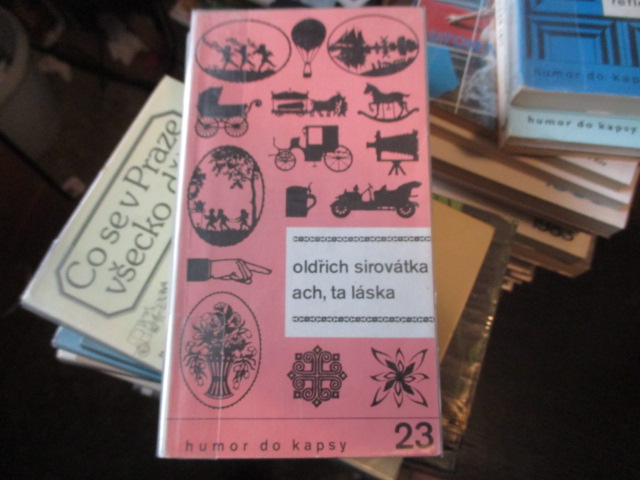 oldřich sirovátka
ach, ta láska
humor do kapsy
23
Co se v Praze
všecko
humor do kapsy
humor do kapsy